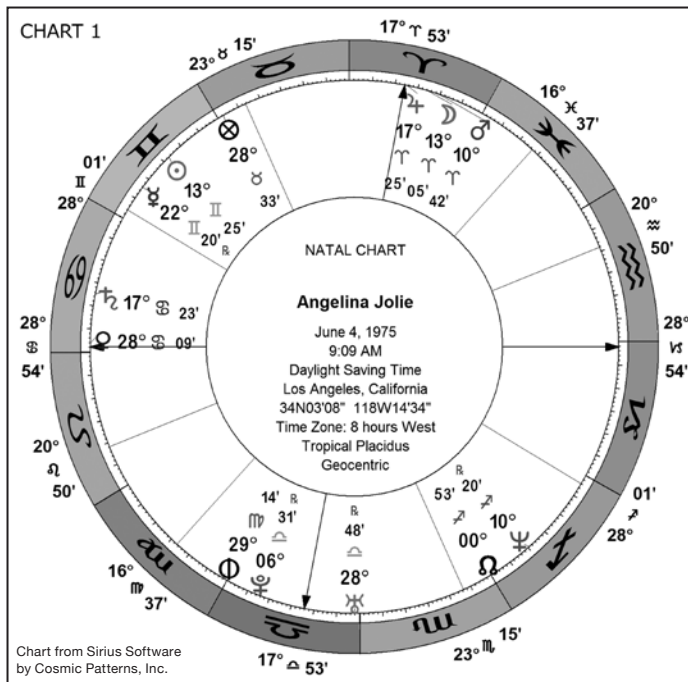 CHART 1
17° ♈ 53'
23° ♉ 15'
16° ♓ 37'
01' ♊ 28°
20° ♒ 50'
28° ♋ 54'
28° ♑ 54'
20° ♌ 50'
01' ♐ 28°
16° ♍ 37'
23° ♏ 15'
17° ♎ 53'
⊗ 28° ♉ 33'
☉ 13° ♊ 25'
☿ 22° ♊ 20' ℞
♃ 17° ♈ 25'
☽ 13° ♈ 05'
♂ 10° ♈ 42'
♄ 17° ♋ 23'
♀ 28° ♋ 09'
29° ♍ 14'
06° ♎ 31' ℞
♅ 28° ♎ 48' ℞
☊ 00° ♐ 53'
♆ 10° ♐ 20' ℞
NATAL CHART
Angelina Jolie
June 4, 1975
9:09 AM
Daylight Saving Time
Los Angeles, California
34N03'08" 118W14'34"
Time Zone: 8 hours West
Tropical Placidus
Geocentric
Chart from Sirius Software
by Cosmic Patterns, Inc.